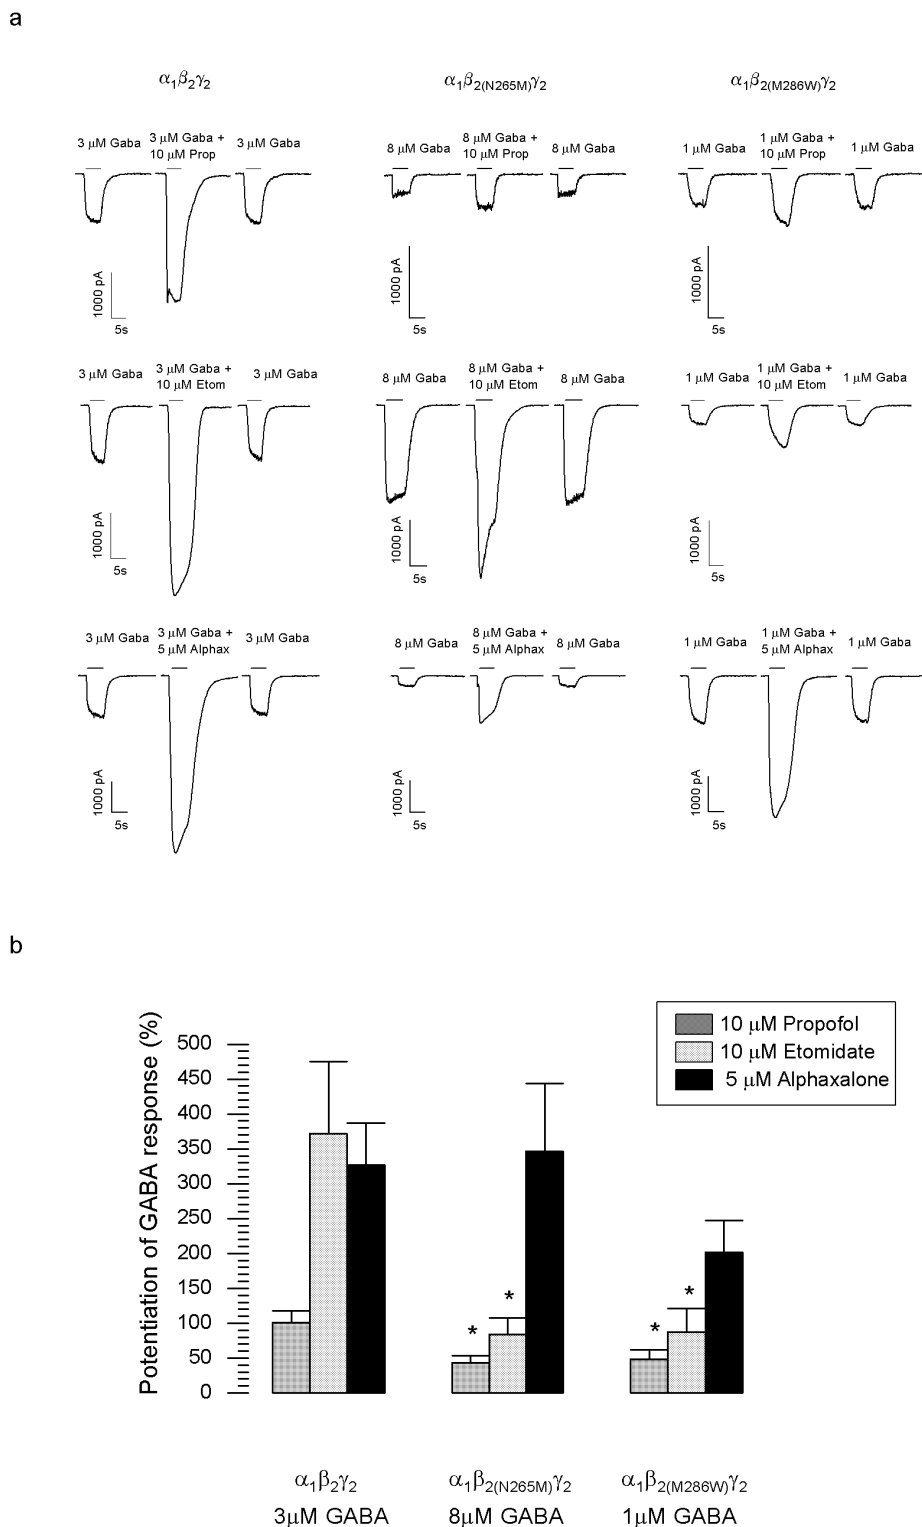 a
α1β2γ2 α1β2(N265M)γ2 α1β2(M286W)γ2
3 μM Gaba 3 μM Gaba + 10 μM Prop 3 μM Gaba
8 μM Gaba 8 μM Gaba + 10 μM Prop 8 μM Gaba
1 μM Gaba 1 μM Gaba + 10 μM Prop 1 μM Gaba
1000 pA 5s 1000 pA 5s 1000 pA 5s
3 μM Gaba 3 μM Gaba + 10 μM Etom 3 μM Gaba
8 μM Gaba 8 μM Gaba + 10 μM Etom 8 μM Gaba
1 μM Gaba 1 μM Gaba + 10 μM Etom 1 μM Gaba
1000 pA 5s 1000 pA 5s 1000 pA 5s
3 μM Gaba 3 μM Gaba + 5 μM Alphax 3 μM Gaba
8 μM Gaba 8 μM Gaba + 5 μM Alphax 8 μM Gaba
1 μM Gaba 1 μM Gaba + 5 μM Alphax 1 μM Gaba
1000 pA 5s 1000 pA 5s 1000 pA 5s
b
Potentiation of GABA response (%)
500
450
400
350
300
250
200
150
100
50
0
10 μM Propofol
10 μM Etomidate
5 μM Alphaxalone
* * * *
α1β2γ2 α1β2(N265M)γ2 α1β2(M286W)γ2
3μM GABA 8μM GABA 1μM GABA